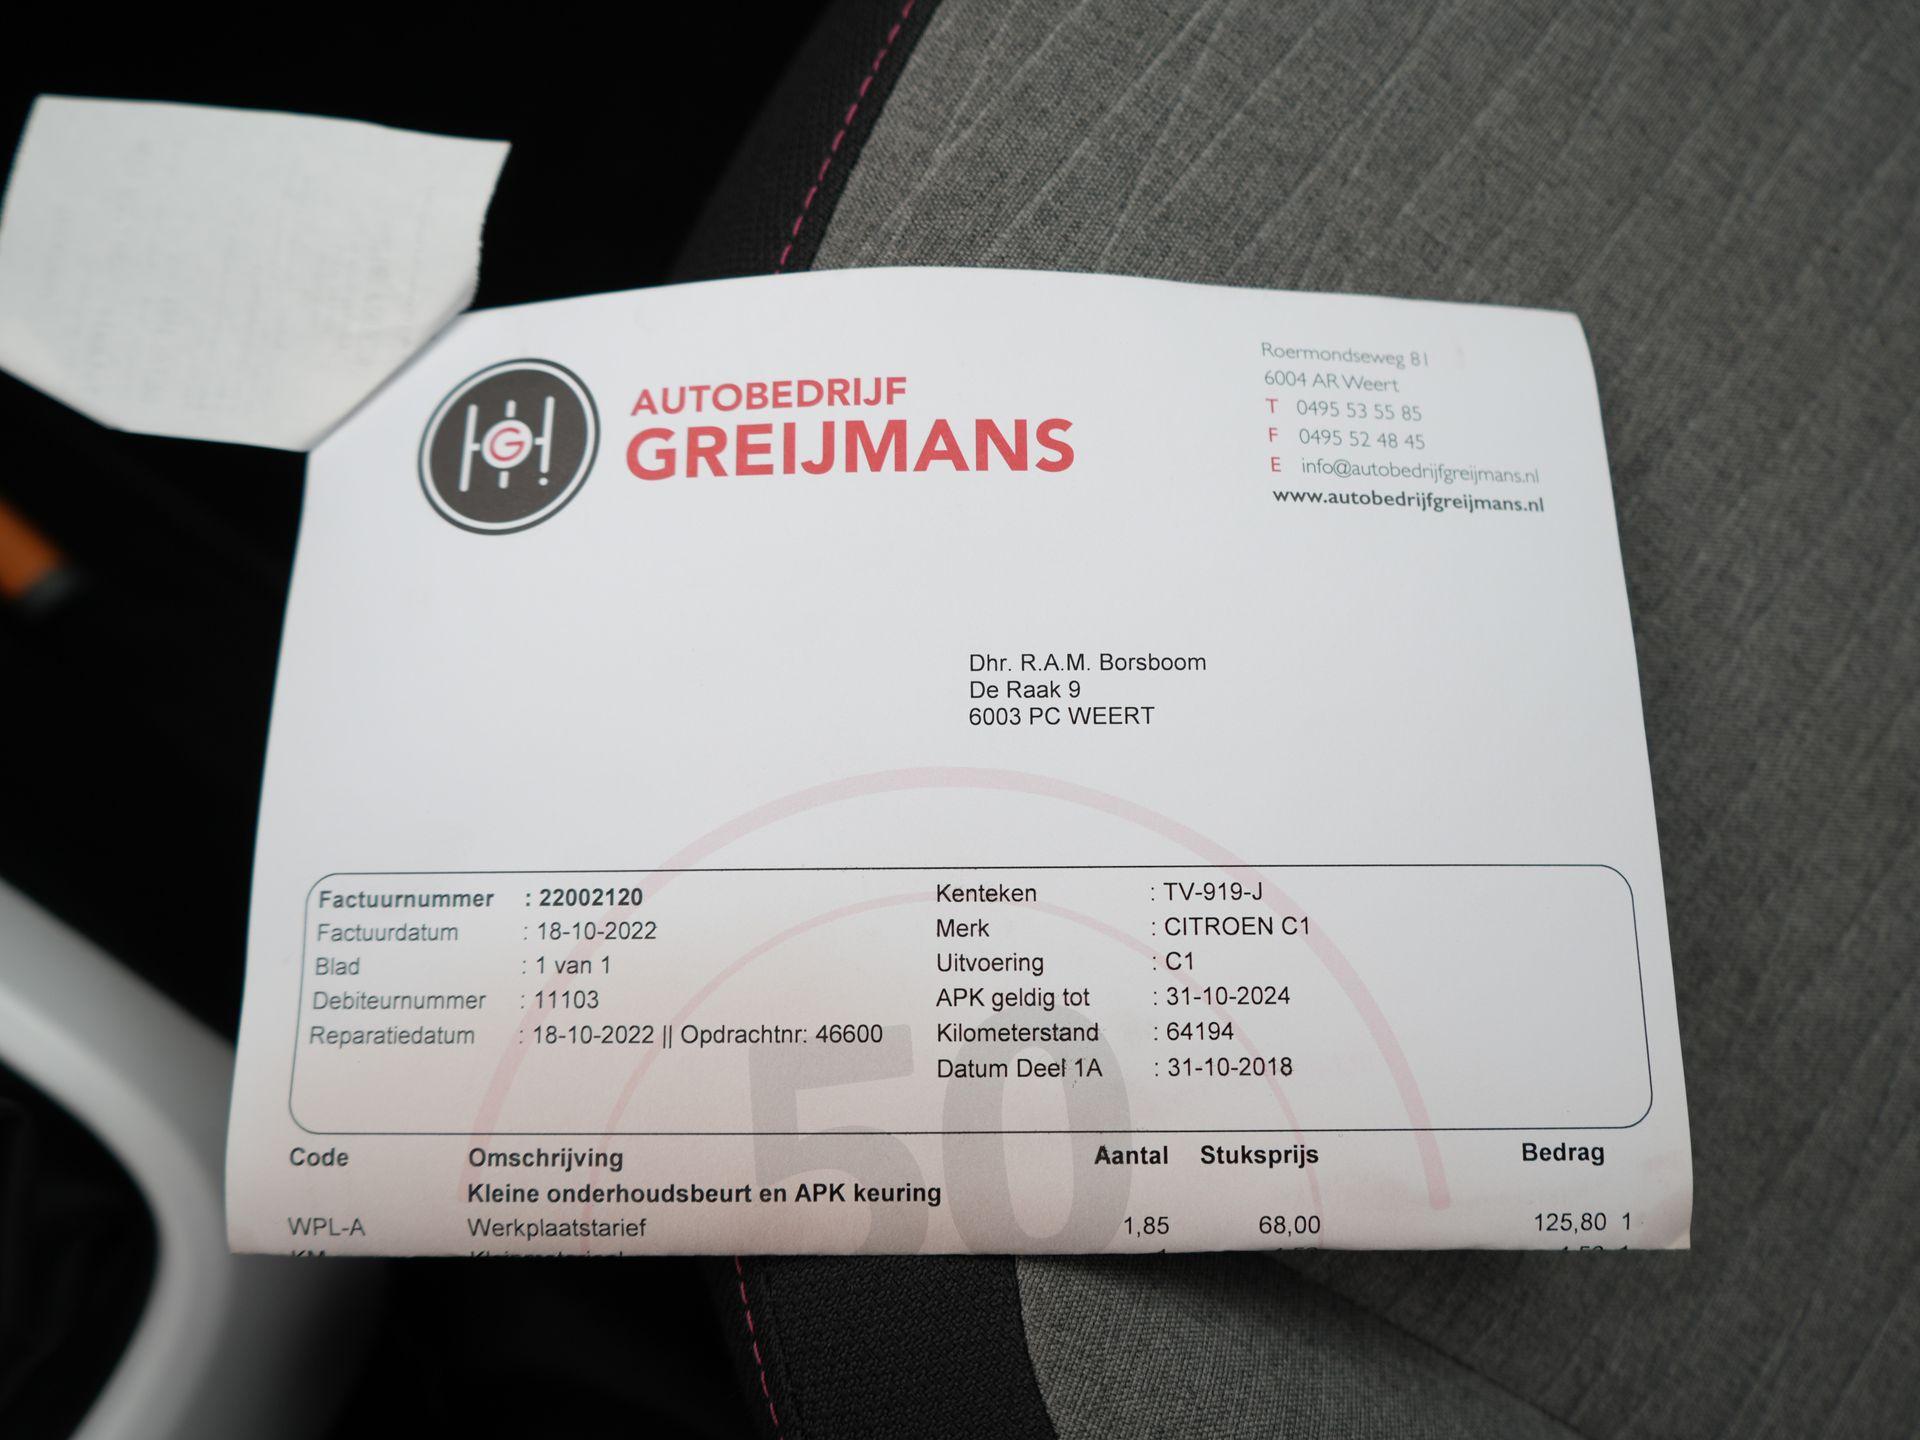 G
AUTOBEDRIJF
GREIJMANS
Roermondseweg 81
6004 AR Weert
T 0495 53 55 85
F 0495 52 48 45
E info@autobedrijfgreijmans.nl
www.autobedrijfgreijmans.nl
Dhr. R.A.M. Borsboom
De Raak 9
6003 PC WEERT
Factuurnummer : 22002120
Factuurdatum : 18-10-2022
Blad : 1 van 1
Debiteurnummer : 11103
Reparatiedatum : 18-10-2022 || Opdrachtnr: 46600
Kenteken : TV-919-J
Merk : CITROEN C1
Uitvoering : C1
APK geldig tot : 31-10-2024
Kilometerstand : 64194
Datum Deel 1A : 31-10-2018
50
Code Omschrijving Aantal Stuksprijs Bedrag
Kleine onderhoudsbeurt en APK keuring
WPL-A Werkplaatstarief 1,85 68,00 125,80 1